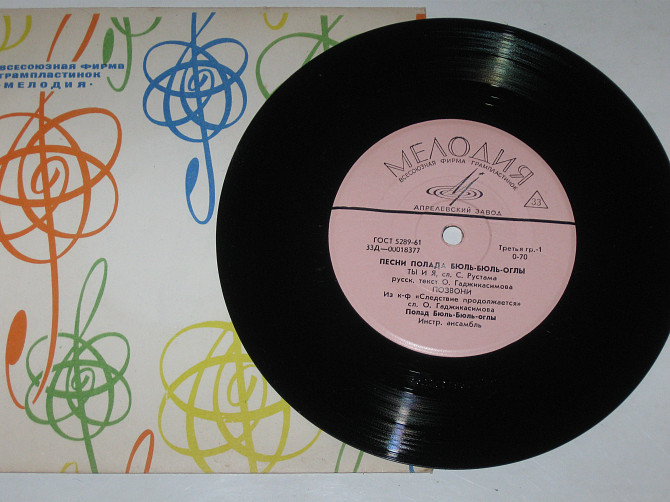 ВСЕСОЮЗНАЯ ФИРМА
ГРАМПЛАСТИНОК
•МЕЛОДИЯ•
МЕЛОДИЯ
ВСЕСОЮЗНАЯ ФИРМА ГРАМПЛАСТИНОК
33
АПРЕЛЕВСКИЙ ЗАВОД
ГОСТ 5289-61
33Д—00018377
Третья гр.-1
0-70
ПЕСНИ ПОЛАДА БЮЛЬ-БЮЛЬ-ОГЛЫ
ТЫ И Я, сл. С. Рустама
русск. текст О. Гаджикасимова
ПОЗВОНИ
Из к-ф «Следствие продолжается»
сл. О. Гаджикасимова
Полад Бюль-Бюль-оглы
Инстр. ансамбль